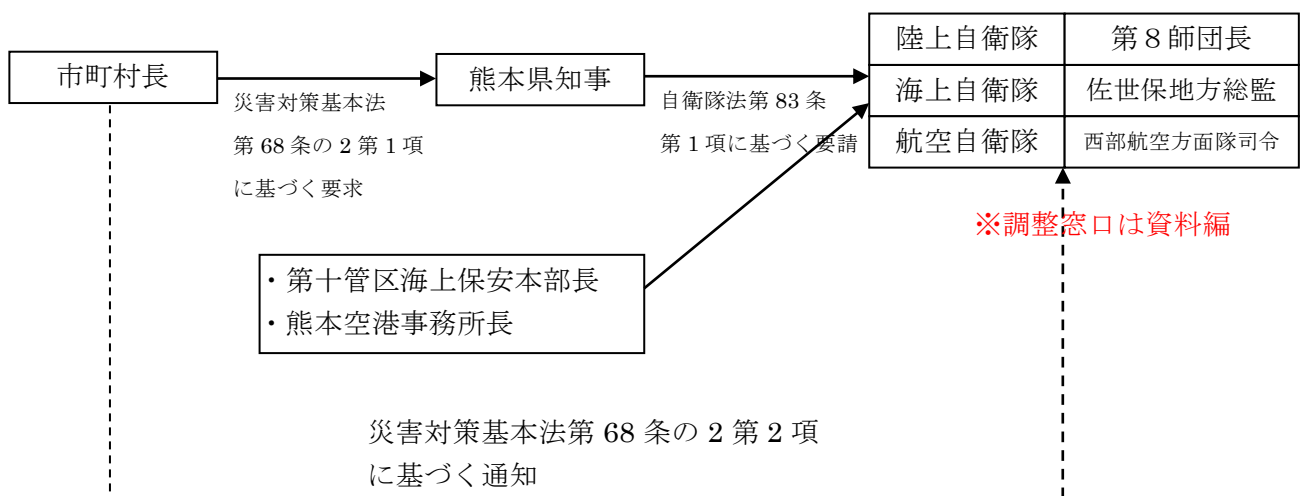 市町村長
災害対策基本法
第 68 条の 2 第 1 項
に基づく要求
熊本県知事
自衛隊法第 83 条
第 1 項に基づく要請
陸上自衛隊 第８師団長
海上自衛隊 佐世保地方総監
航空自衛隊 西部航空方面隊司令
※調整窓口は資料編
・第十管区海上保安本部長
・熊本空港事務所長
災害対策基本法第 68 条の 2 第 2 項
に基づく通知